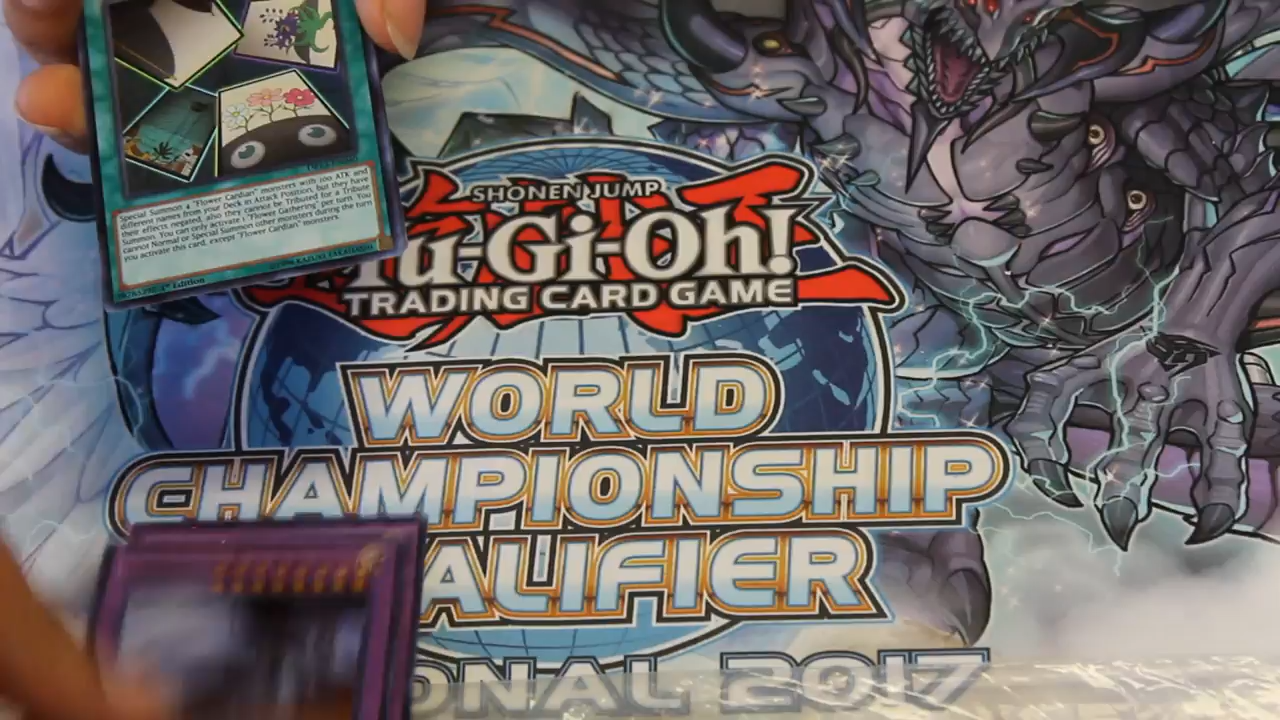 Special Summon 4 "Flower Cardian" monsters with 100 ATK and
different names from your Deck in Attack Position, but they have
their effects negated, also they cannot be Tributed for a Tribute
Summon. You can only activate 1 "Flower Gathering" per turn. You
cannot Normal or Special Summon other monsters during the turn
you activate this card, except "Flower Cardian" monsters.
1st Edition
SHONEN JUMP
Yu-Gi-Oh!
TRADING CARD GAME
WORLD
CHAMPIONSHIP
ALIFIER
ONAL 2017